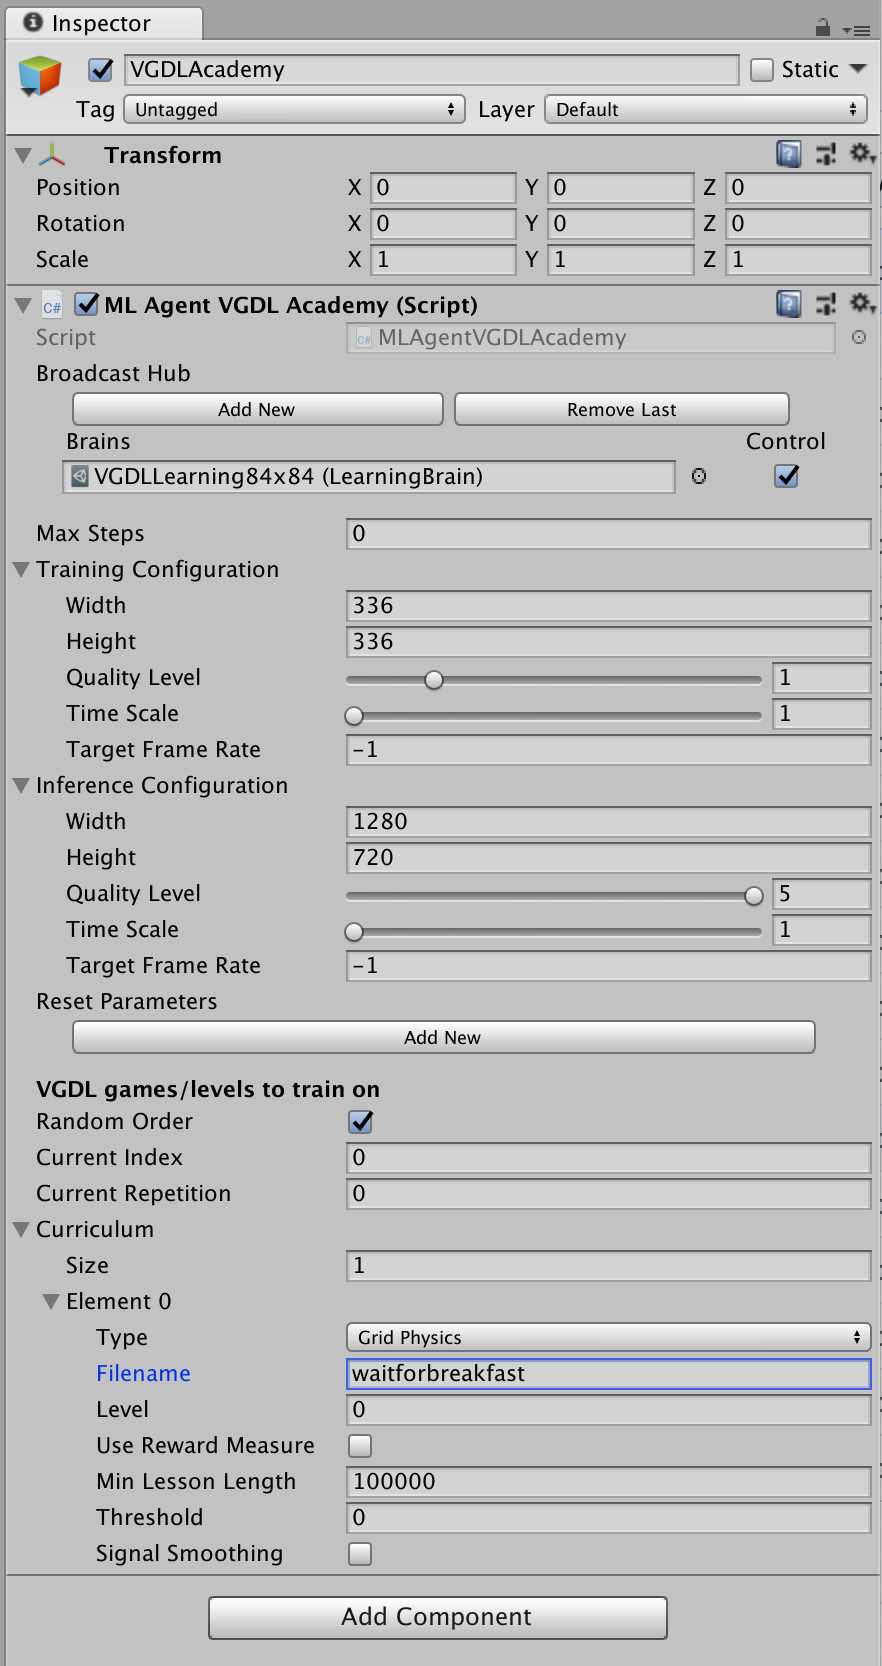 Inspector
VGDLAcademy Static
Tag Untagged Layer Default
Transform
Position X 0 Y 0 Z 0
Rotation X 0 Y 0 Z 0
Scale X 1 Y 1 Z 1
C# ML Agent VGDL Academy (Script)
Script C# MLAgentVGDLAcademy
Broadcast Hub
Add New Remove Last
Brains Control
VGDLLearning84x84 (LearningBrain)
Max Steps 0
Training Configuration
Width 336
Height 336
Quality Level 1
Time Scale 1
Target Frame Rate -1
Inference Configuration
Width 1280
Height 720
Quality Level 5
Time Scale 1
Target Frame Rate -1
Reset Parameters
Add New
VGDL games/levels to train on
Random Order
Current Index 0
Current Repetition 0
Curriculum
Size 1
Element 0
Type Grid Physics
Filename waitforbreakfast
Level 0
Use Reward Measure
Min Lesson Length 100000
Threshold 0
Signal Smoothing
Add Component